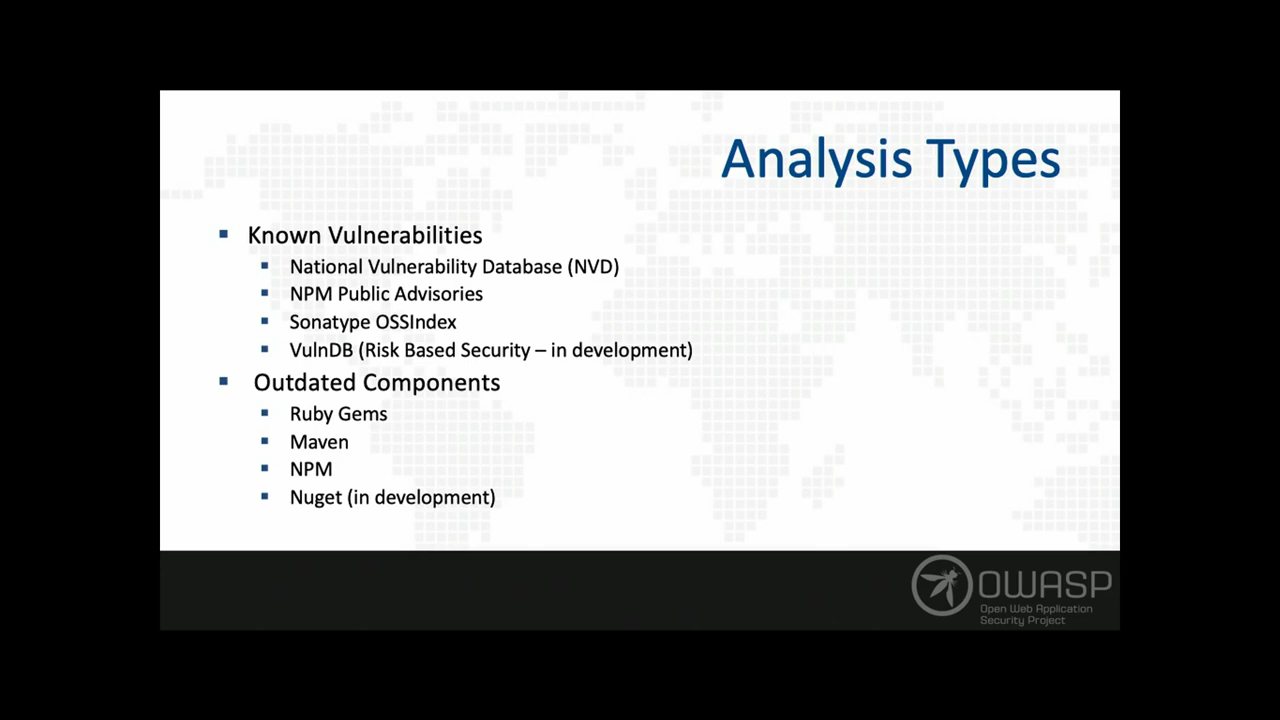 Analysis Types
Known Vulnerabilities
National Vulnerability Database (NVD)
NPM Public Advisories
Sonatype OSSIndex
VulnDB (Risk Based Security – in development)
Outdated Components
Ruby Gems
Maven
NPM
Nuget (in development)
OWASP
Open Web Application
Security Project